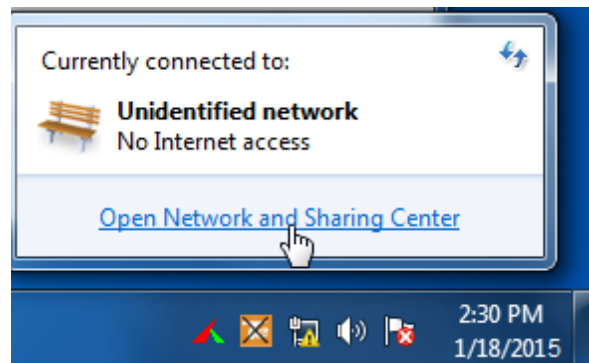 Currently connected to:
Unidentified network
No Internet access
Open Network and Sharing Center
2:30 PM
1/18/2015